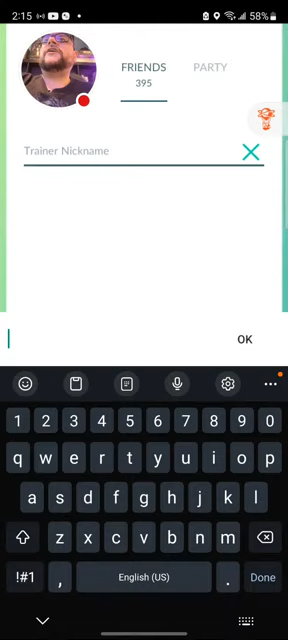 2:15
58%
FRIENDS
PARTY
395
Trainer Nickname
OK
1 2 3 4 5 6 7 8 9 0
q w e r t y u i o p
a s d f g h j k l
z x c v b n m
!#1 , English (US) . Done